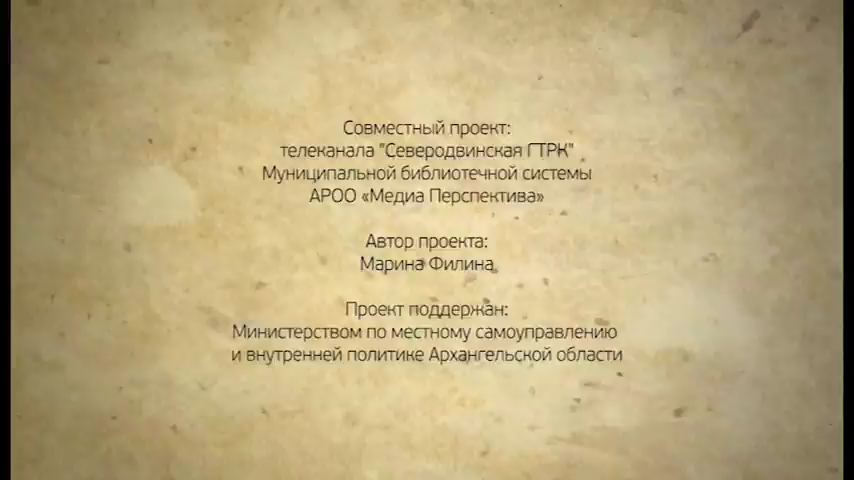 Совместный проект:
телеканала "Северодвинская ГТРК"
Муниципальной библиотечной системы
АРОО «Медиа Перспектива»
Автор проекта:
Марина Филина
Проект поддержан:
Министерством по местному самоуправлению
и внутренней политике Архангельской области